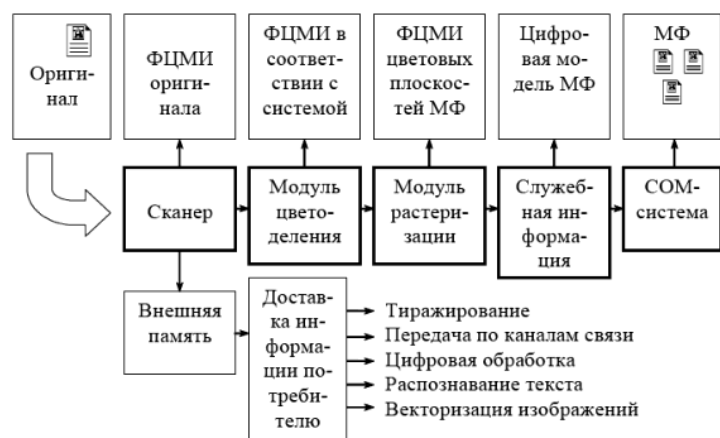 Ориги-
нал
ФЦМИ
ориги-
нала
ФЦМИ в
соответ-
ствии с
системой
ФЦМИ
цветовых
плоскос-
тей МФ
Цифро-
вая мо-
дель МФ
МФ
Сканер
Модуль
цвето-
деления
Модуль
растери-
зации
Служеб-
ная ин-
форма-
ция
COM-
система
Внешняя
память
Достав-
ка ин-
форма-
ции по-
треби-
телю
Тиражирование
Передача по каналам связи
Цифровая обработка
Распознавание текста
Векторизация изображений